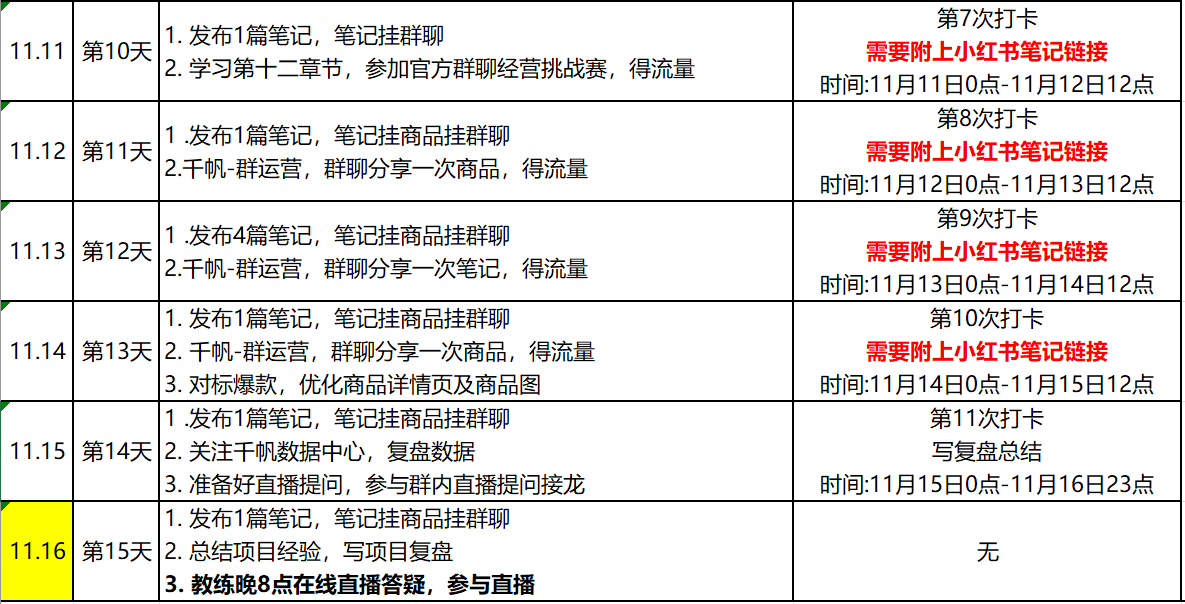 11.11
第10天
1. 发布1篇笔记，笔记挂群聊
2. 学习第十二章节，参加官方群聊经营挑战赛，得流量
第7次打卡
需要附上小红书笔记链接
时间:11月11日0点-11月12日12点
11.12
第11天
1 .发布1篇笔记，笔记挂商品挂群聊
2.千帆-群运营，群聊分享一次商品，得流量
第8次打卡
需要附上小红书笔记链接
时间:11月12日0点-11月13日12点
11.13
第12天
1 .发布4篇笔记，笔记挂商品挂群聊
2.千帆-群运营，群聊分享一次笔记，得流量
第9次打卡
需要附上小红书笔记链接
时间:11月13日0点-11月14日12点
11.14
第13天
1. 发布1篇笔记，笔记挂商品挂群聊
2. 千帆-群运营，群聊分享一次商品，得流量
3. 对标爆款，优化商品详情页及商品图
第10次打卡
需要附上小红书笔记链接
时间:11月14日0点-11月15日12点
11.15
第14天
1 .发布1篇笔记，笔记挂商品挂群聊
2. 关注千帆数据中心，复盘数据
3. 准备好直播提问，参与群内直播提问接龙
第11次打卡
写复盘总结
时间:11月15日0点-11月16日23点
11.16
第15天
1. 发布1篇笔记，笔记挂商品挂群聊
2. 总结项目经验，写项目复盘
3. 教练晚8点在线直播答疑，参与直播
无